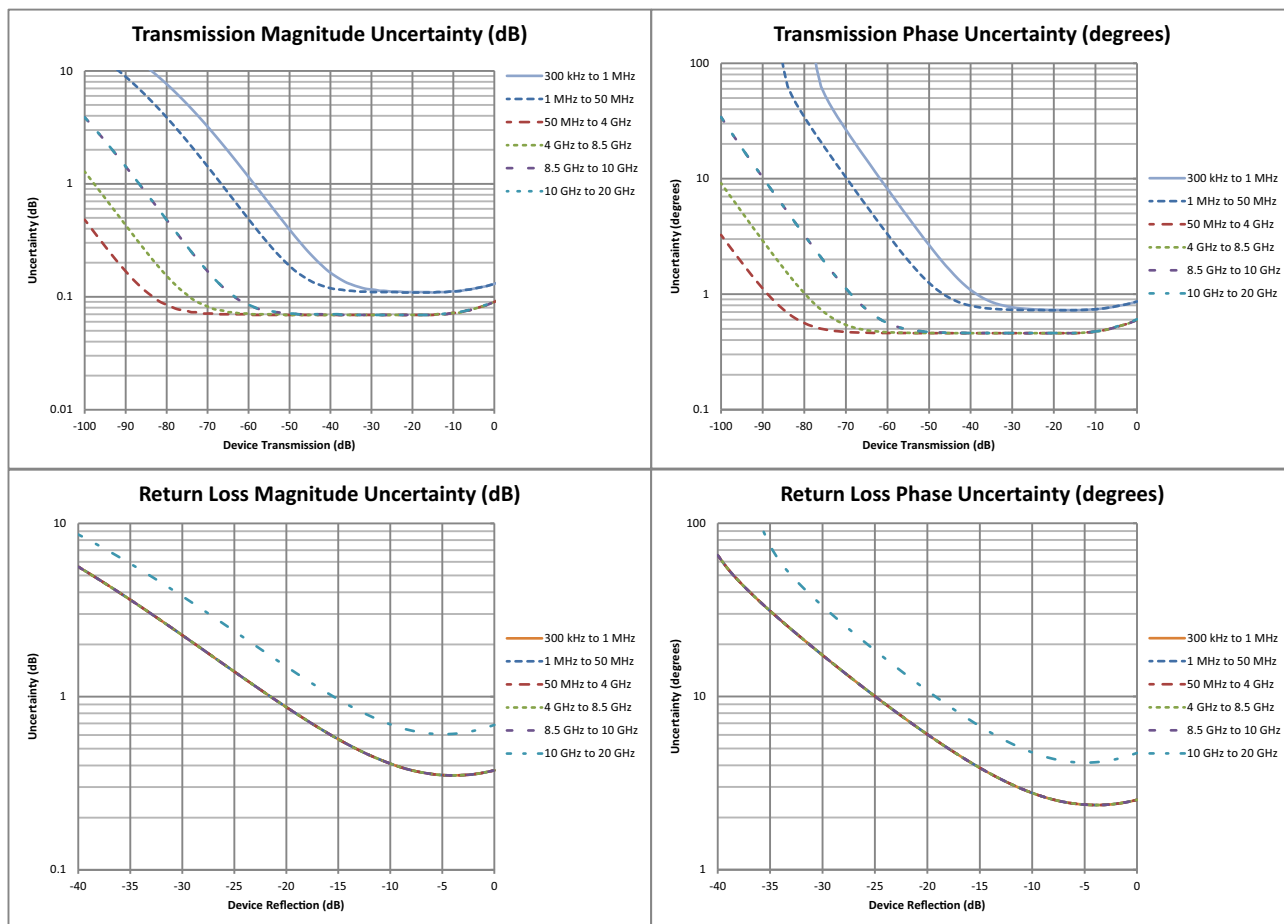 Transmission Magnitude Uncertainty (dB)
10
1
0.1
0.01
Uncertainty (dB)
-100 -90 -80 -70 -60 -50 -40 -30 -20 -10 0
Device Transmission (dB)
300 kHz to 1 MHz
1 MHz to 50 MHz
50 MHz to 4 GHz
4 GHz to 8.5 GHz
8.5 GHz to 10 GHz
10 GHz to 20 GHz
Transmission Phase Uncertainty (degrees)
100
10
1
0.1
Uncertainty (degrees)
-100 -90 -80 -70 -60 -50 -40 -30 -20 -10 0
Device Transmission (dB)
300 kHz to 1 MHz
1 MHz to 50 MHz
50 MHz to 4 GHz
4 GHz to 8.5 GHz
8.5 GHz to 10 GHz
10 GHz to 20 GHz
Return Loss Magnitude Uncertainty (dB)
10
1
0.1
Uncertainty (dB)
-40 -35 -30 -25 -20 -15 -10 -5 0
Device Reflection (dB)
300 kHz to 1 MHz
1 MHz to 50 MHz
50 MHz to 4 GHz
4 GHz to 8.5 GHz
8.5 GHz to 10 GHz
10 GHz to 20 GHz
Return Loss Phase Uncertainty (degrees)
100
10
1
Uncertainty (degrees)
-40 -35 -30 -25 -20 -15 -10 -5 0
Device Reflection (dB)
300 kHz to 1 MHz
1 MHz to 50 MHz
50 MHz to 4 GHz
4 GHz to 8.5 GHz
8.5 GHz to 10 GHz
10 GHz to 20 GHz